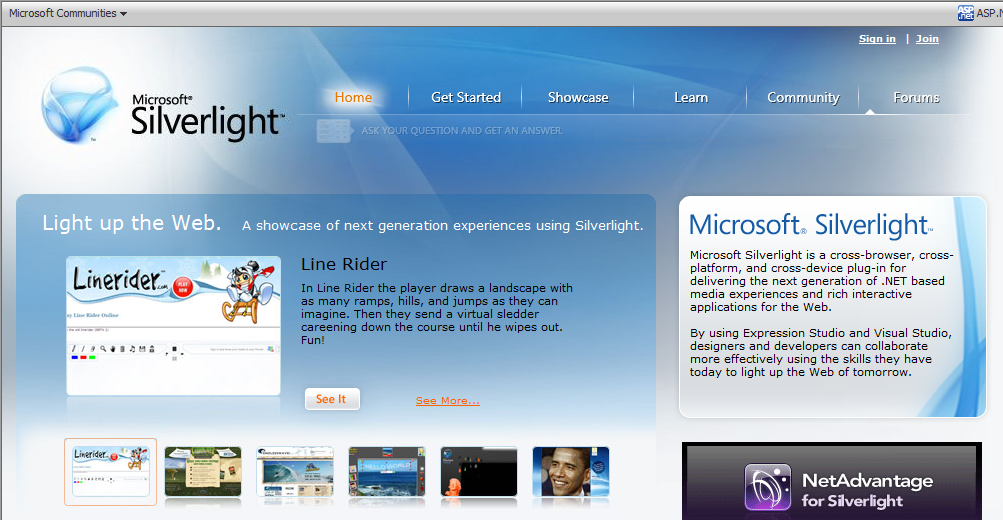 Microsoft Communities
ASP.net ASP.N
Sign in | Join
Microsoft®
Silverlight™
Home
Get Started
Showcase
Learn
Community
Forums
ASK YOUR QUESTION AND GET AN ANSWER.
Light up the Web. A showcase of next generation experiences using Silverlight.
Linerider.com™
PLAY NOW
Line Rider
In Line Rider the player draws a landscape with
as many ramps, hills, and jumps as they can
imagine. Then they send a virtual sledder
careening down the course until he wipes out.
Fun!
See It
See More...
Microsoft® Silverlight™
Microsoft Silverlight is a cross-browser, cross-
platform, and cross-device plug-in for
delivering the next generation of .NET based
media experiences and rich interactive
applications for the Web.
By using Expression Studio and Visual Studio,
designers and developers can collaborate
more effectively using the skills they have
today to light up the Web of tomorrow.
NetAdvantage
for Silverlight